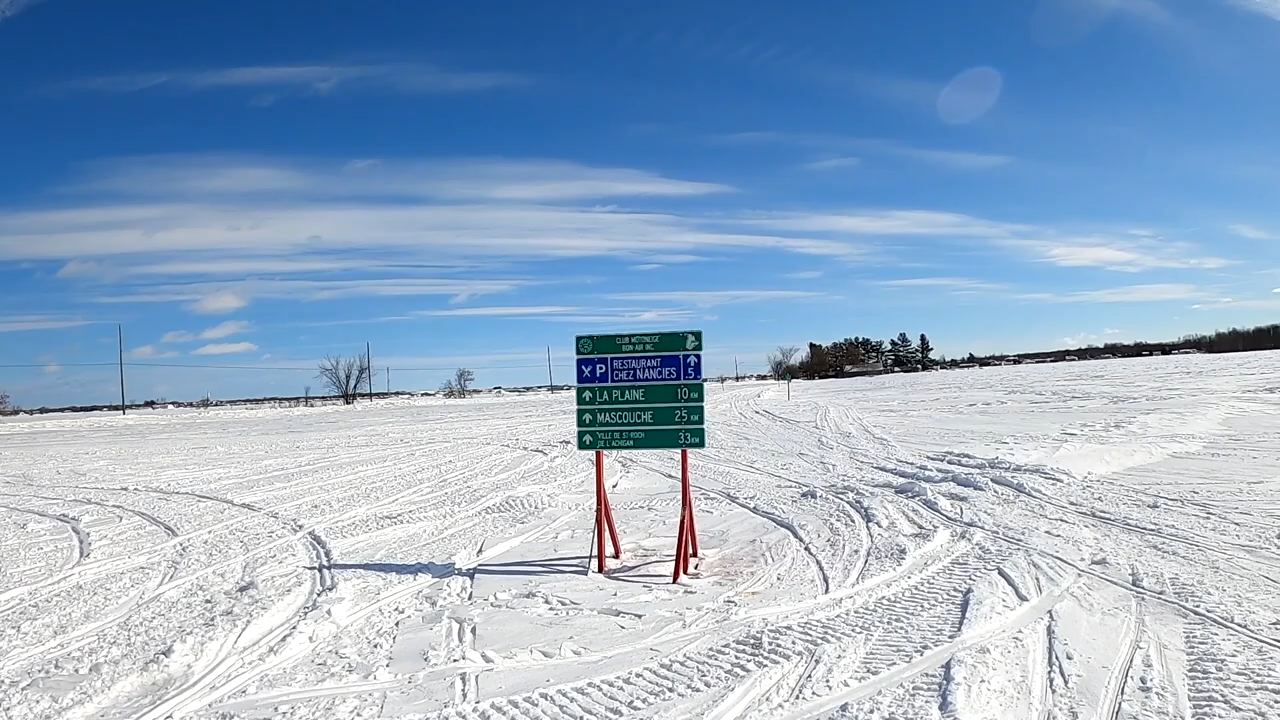 CLUB MOTONEIGE
BON-AIR INC.
P RESTAURANT
CHEZ NANCIES .5
LA PLAINE 10 KM
MASCOUCHE 25 KM
VILLE DE ST-ROCH
DE L'ACHIGAN 33 KM